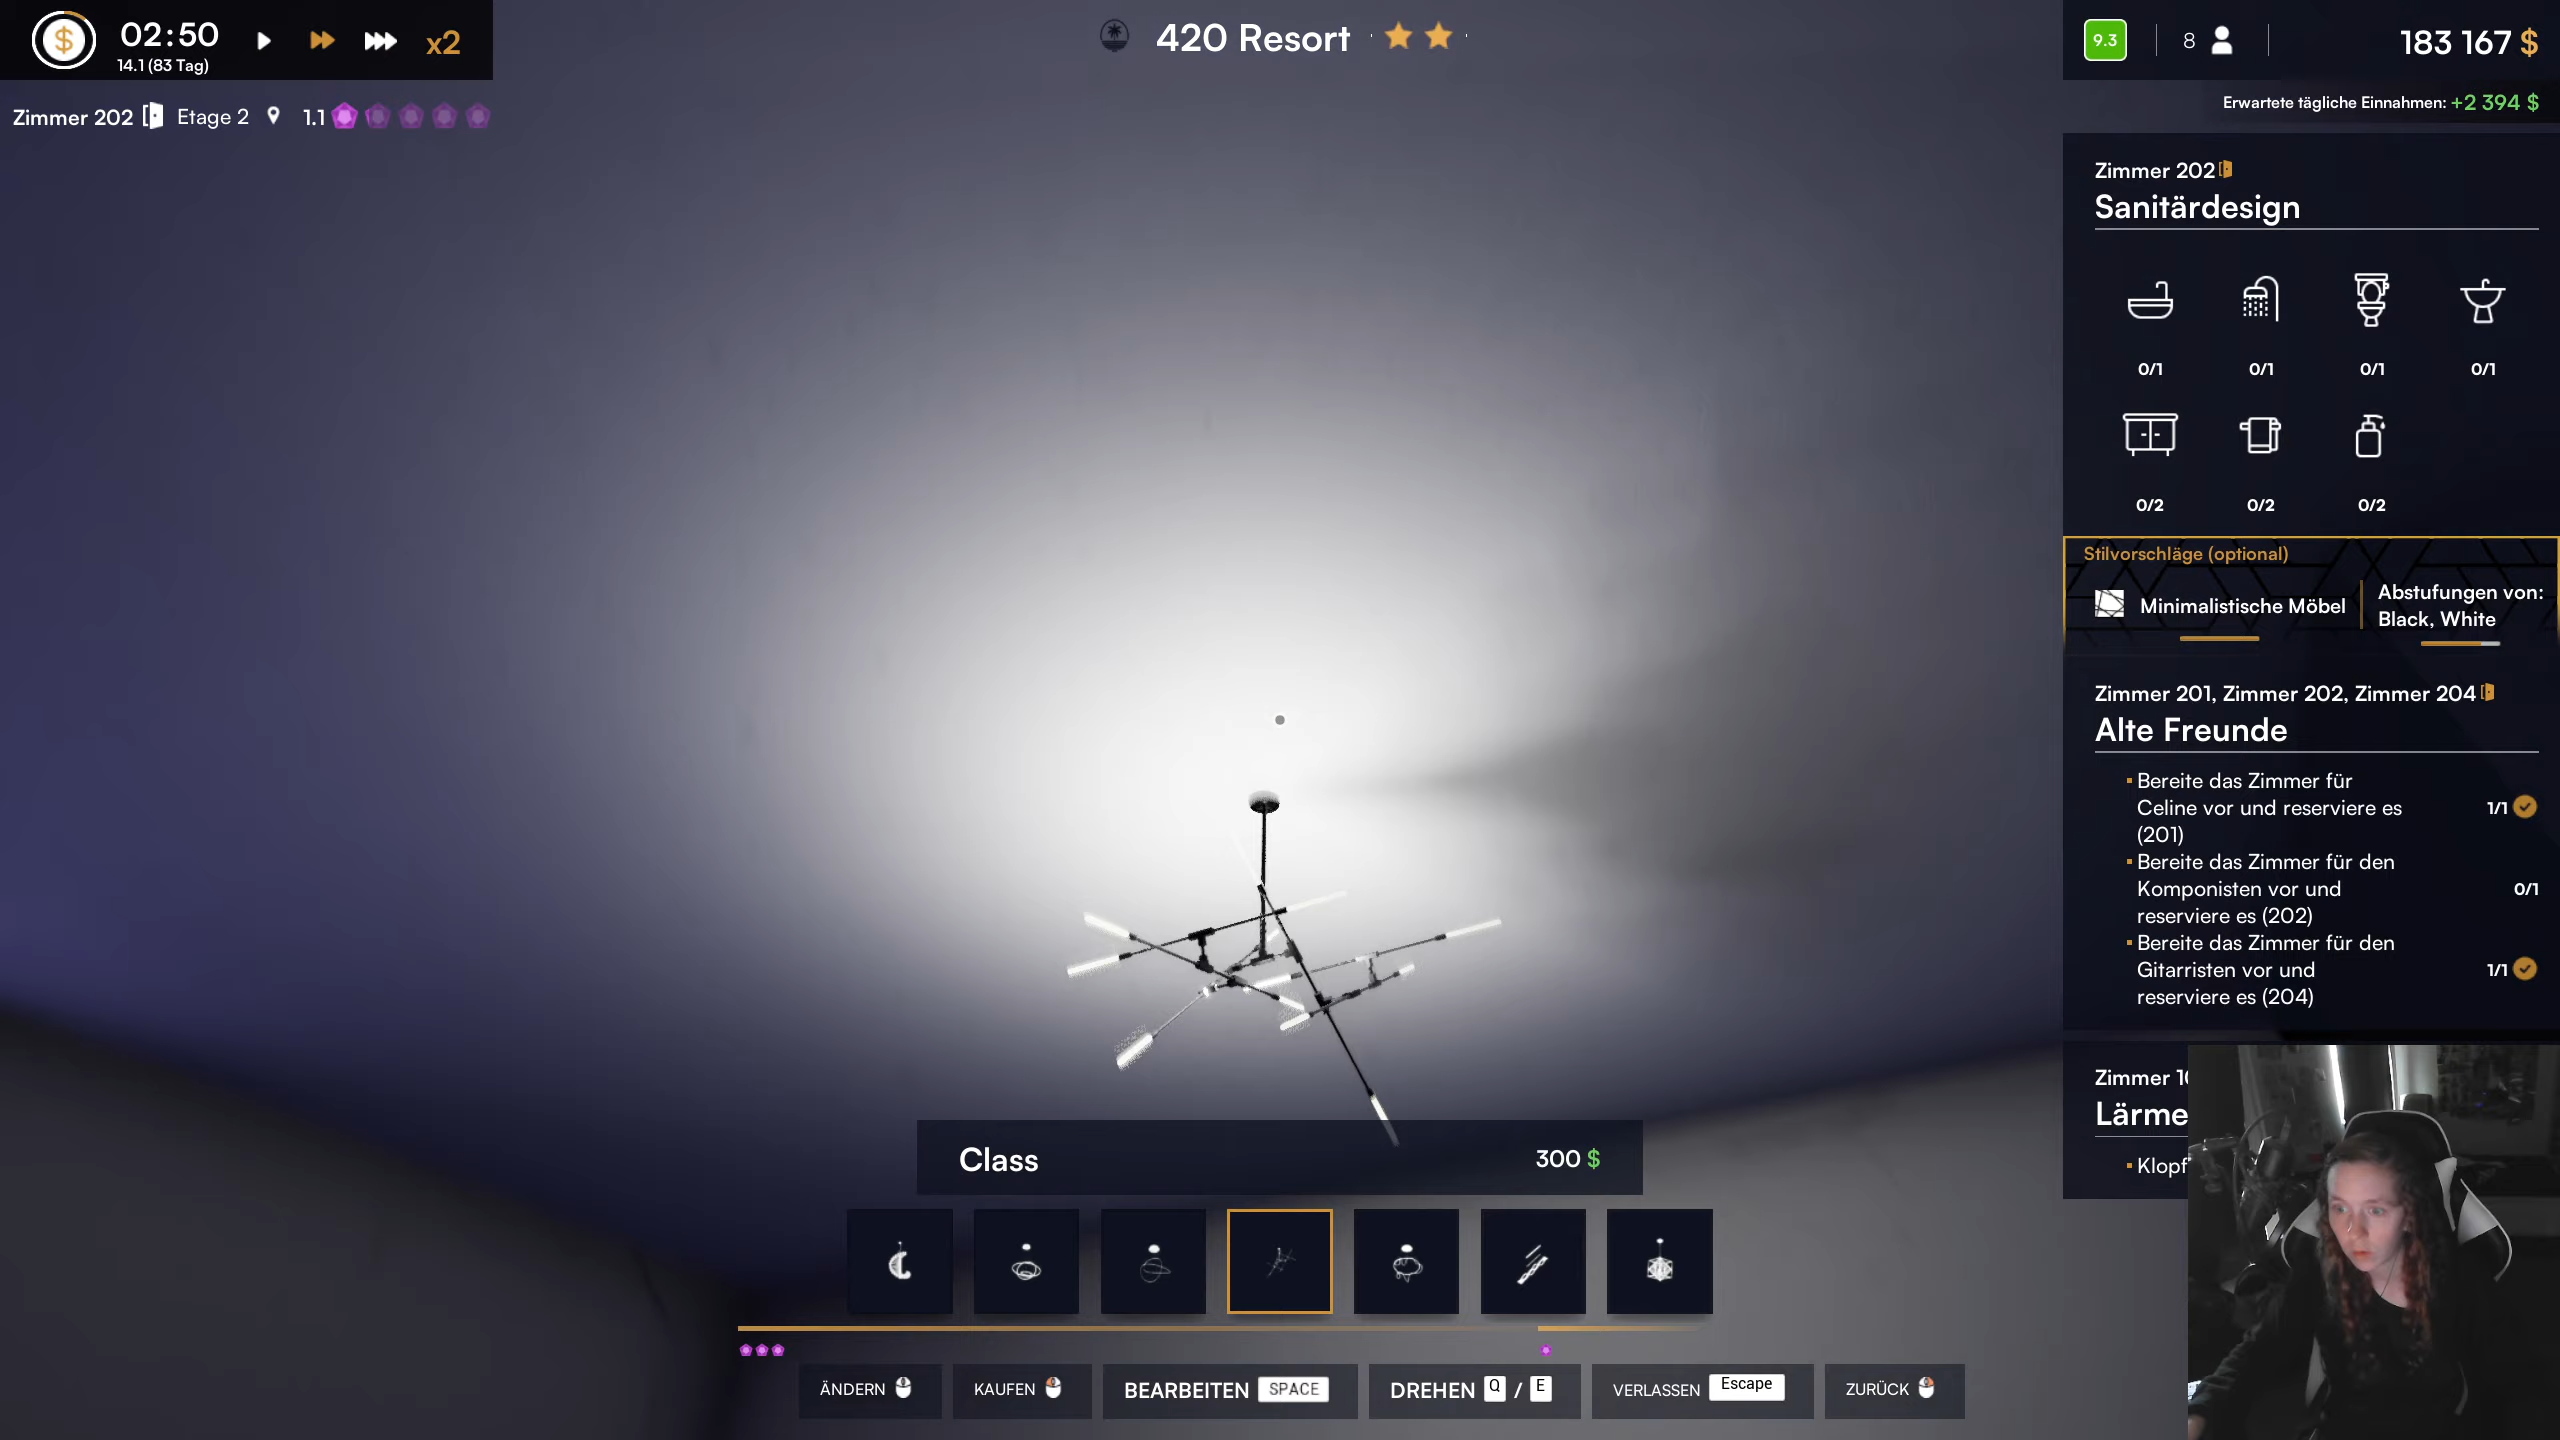 02:50
14.1 (83 Tag)
x2
420 Resort
9.3
8
183 167 $
Erwartete tägliche Einnahmen: +2 394 $
Zimmer 202
Etage 2
1.1
Zimmer 202
Sanitärdesign
0/1
0/1
0/1
0/1
0/2
0/2
0/2
Stilvorschläge (optional)
Minimalistische Möbel
Abstufungen von:
Black, White
Zimmer 201, Zimmer 202, Zimmer 204
Alte Freunde
Bereite das Zimmer für
Celine vor und reserviere es
(201)
1/1
Bereite das Zimmer für den
Komponisten vor und
reserviere es (202)
0/1
Bereite das Zimmer für den
Gitarristen vor und
reserviere es (204)
1/1
Zimmer
Lärme
Klopf
Class
300 $
ÄNDERN
KAUFEN
BEARBEITEN SPACE
DREHEN Q / E
VERLASSEN Escape
ZURÜCK